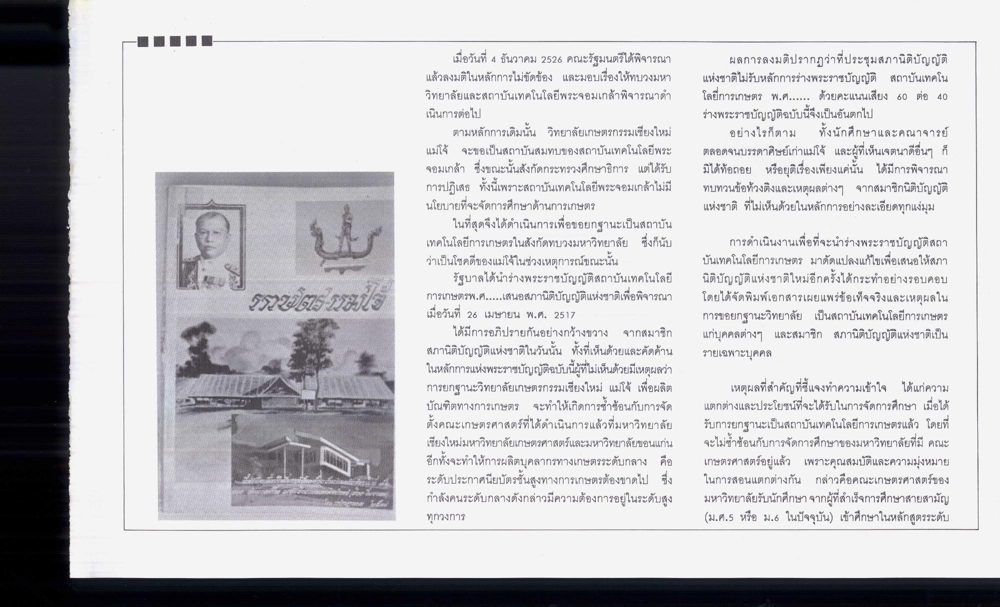 เมื่อวันที่ 4 ธันวาคม 2526 คณะรัฐมนตรีได้พิจารณา
แล้วลงมติในหลักการไม่ขัดข้อง และมอบเรื่องให้ทบวงมหา
วิทยาลัยและสถาบันเทคโนโลยีพระจอมเกล้าพิจารณาดำ
เนินการต่อไป
ตามหลักการเดิมนั้น วิทยาลัยเกษตรกรรมเชียงใหม่
แม่โจ้ จะขอเป็นสถาบันสมทบของสถาบันเทคโนโลยีพระ
จอมเกล้า ซึ่งขณะนั้นสังกัดกระทรวงศึกษาธิการ แต่ได้รับ
การปฏิเสธ ทั้งนี้เพราะสถาบันเทคโนโลยีพระจอมเกล้าไม่มี
นโยบายที่จะจัดการศึกษาด้านการเกษตร
ในที่สุดจึงได้ดำเนินการเพื่อขอยกฐานะเป็นสถาบัน
เทคโนโลยีการเกษตรในสังกัดทบวงมหาวิทยาลัย ซึ่งก็นับ
ว่าเป็นโชคดีของแม่โจ้ในช่วงเหตุการณ์ขณะนั้น
รัฐบาลได้นำร่างพระราชบัญญัติสถาบันเทคโนโลยี
การเกษตรพ.ศ.....เสนอสภานิติบัญญัติแห่งชาติเพื่อพิจารณา
เมื่อวันที่ 26 เมษายน พ.ศ. 2517
ได้มีการอภิปรายกันอย่างกว้างขวาง จากสมาชิก
สภานิติบัญญัติแห่งชาติในวันนั้น ทั้งที่เห็นด้วยและคัดค้าน
ในหลักการแห่งพระราชบัญญัติฉบับนี้ผู้ที่ไม่เห็นด้วยมีเหตุผลว่า
การยกฐานะวิทยาลัยเกษตรกรรมเชียงใหม่ แม่โจ้ เพื่อผลิต
บัณฑิตทางการเกษตร จะทำให้เกิดการซ้ำซ้อนกับการจัด
ตั้งคณะเกษตรศาสตร์ที่ได้ดำเนินการแล้วที่มหาวิทยาลัย
เชียงใหม่มหาวิทยาลัยเกษตรศาสตร์และมหาวิทยาลัยขอนแก่น
อีกทั้งจะทำให้การผลิตบุคลากรทางเกษตรระดับกลาง คือ
ระดับประกาศนียบัตรชั้นสูงทางการเกษตรต้องขาดไป ซึ่ง
กำลังคนระดับกลางดังกล่าวมีความต้องการอยู่ในระดับสูง
ทุกวงการ
ผลการลงมติปรากฏว่าที่ประชุมสภานิติบัญญัติ
แห่งชาติไม่รับหลักการร่างพระราชบัญญัติ สถาบันเทคโน
โลยี่การเกษตร พ.ศ...... ด้วยคะแนนเสียง 60 ต่อ 40
ร่างพระราชบัญญัติฉบับนี้จึงเป็นอันตกไป
อย่างไรก็ตาม ทั้งนักศึกษาและคณาจารย์
ตลอดจนบรรดาศิษย์เก่าแม่โจ้ และผู้ที่เห็นเจตนาดีอื่นๆ ก็
มิได้ท้อถอย หรือยุติเรื่องเพียงแค่นั้น ได้มีการพิจารณา
ทบทวนข้อท้วงติงและเหตุผลต่างๆ จากสมาชิกนิติบัญญัติ
แห่งชาติ ที่ไม่เห็นด้วยในหลักการอย่างละเอียดทุกแง่มุม
การดำเนินงานเพื่อที่จะนำร่างพระราชบัญญัติสถา
บันเทคโนโลยีการเกษตร มาดัดแปลงแก้ไขเพื่อเสนอให้สภา
นิติบัญญัติแห่งชาติใหม่อีกครั้งได้กระทำอย่างรอบคอบ
โดยได้จัดพิมพ์เอกสารเผยแพร่ข้อเท็จจริงและเหตุผลใน
การขอยกฐานะวิทยาลัย เป็นสถาบันเทคโนโลยีการเกษตร
แก่บุคคลต่างๆ และสมาชิก สภานิติบัญญัติแห่งชาติเป็น
รายเฉพาะบุคคล
เหตุผลที่สำคัญที่ชี้แจงทำความเข้าใจ ได้แก่ความ
แตกต่างและประโยชน์ที่จะได้รับในการจัดการศึกษา เมื่อได้
รับการยกฐานะเป็นสถาบันเทคโนโลยีการเกษตรแล้ว โดยที่
จะไม่ซ้ำซ้อนกับการจัดการศึกษาของมหาวิทยาลัยที่มี คณะ
เกษตรศาสตร์อยู่แล้ว เพราะคุณสมบัติและความมุ่งหมาย
ในการสอนแตกต่างกัน กล่าวคือคณะเกษตรศาสตร์ของ
มหาวิทยาลัยรับนักศึกษา จากผู้ที่สำเร็จการศึกษาสายสามัญ
(ม.ศ.5 หรือ ม.6 ในปัจจุบัน) เข้าศึกษาในหลักสูตรระดับ